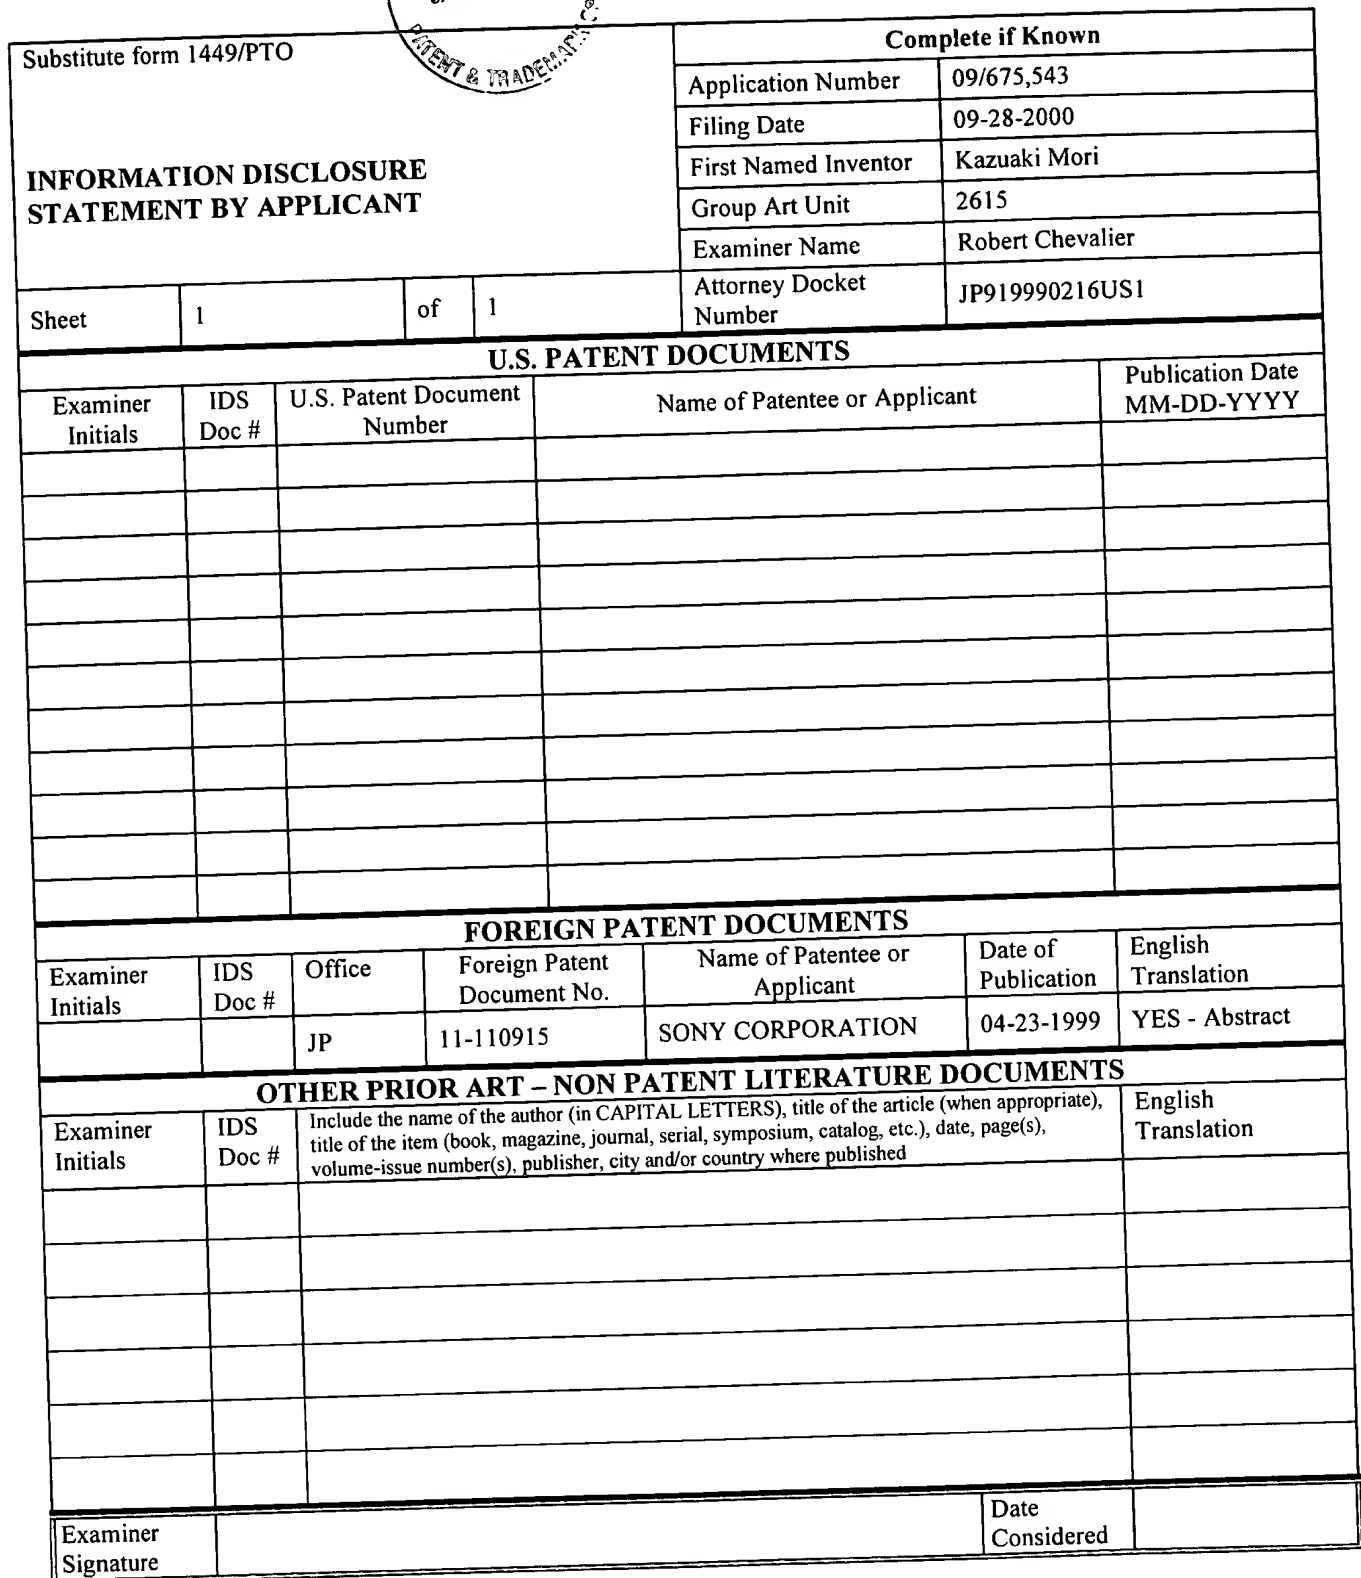 PATENT & TRADEMARK
Substitute form 1449/PTO
INFORMATION DISCLOSURE
STATEMENT BY APPLICANT
Complete if Known
Application Number 09/675,543
Filing Date 09-28-2000
First Named Inventor Kazuaki Mori
Group Art Unit 2615
Examiner Name Robert Chevalier
Attorney Docket
Number
JP919990216US1
Sheet 1 of 1
U.S. PATENT DOCUMENTS
Examiner
Initials
IDS
Doc #
U.S. Patent Document
Number
Name of Patentee or Applicant
Publication Date
MM-DD-YYYY
FOREIGN PATENT DOCUMENTS
Examiner
Initials
IDS
Doc #
Office
Foreign Patent
Document No.
Name of Patentee or
Applicant
Date of
Publication
English
Translation
JP 11-110915 SONY CORPORATION 04-23-1999 YES - Abstract
OTHER PRIOR ART – NON PATENT LITERATURE DOCUMENTS
Examiner
Initials
IDS
Doc #
Include the name of the author (in CAPITAL LETTERS), title of the article (when appropriate),
title of the item (book, magazine, journal, serial, symposium, catalog, etc.), date, page(s),
volume-issue number(s), publisher, city and/or country where published
English
Translation
Examiner
Signature
Date
Considered